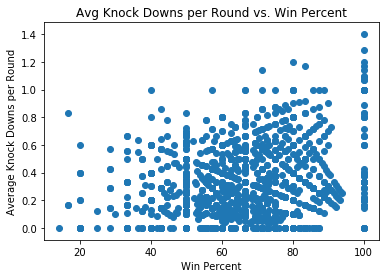 Avg Knock Downs per Round vs. Win Percent
Average Knock Downs per Round
1.4
1.2
1.0
0.8
0.6
0.4
0.2
0.0
20 40 60 80 100
Win Percent